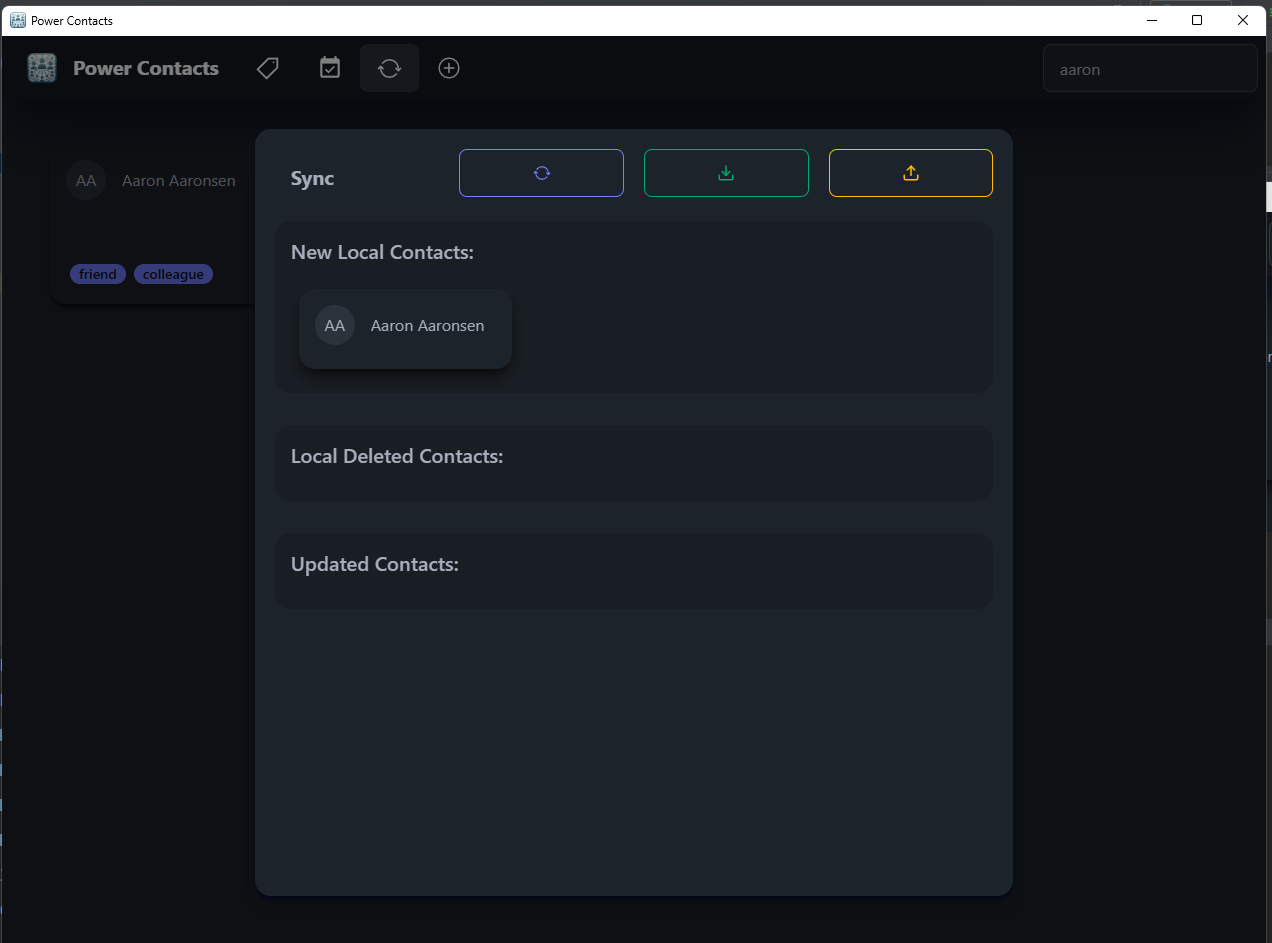 Power Contacts
Power Contacts
aaron
AA Aaron Aaronsen
friend colleague
Sync
New Local Contacts:
AA Aaron Aaronsen
Local Deleted Contacts:
Updated Contacts: